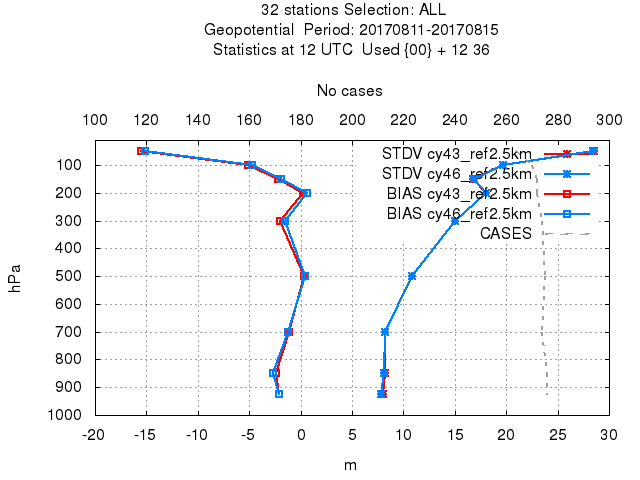 32 stations Selection: ALL
Geopotential Period: 20170811-20170815
Statistics at 12 UTC Used {00} + 12 36
No cases
100 120 140 160 180 200 220 240 260 280 300
STDV cy43_ref2.5km
STDV cy46_ref2.5km
BIAS cy43_ref2.5km
BIAS cy46_ref2.5km
CASES
hPa
100
200
300
400
500
600
700
800
900
1000
-20 -15 -10 -5 0 5 10 15 20 25 30
m